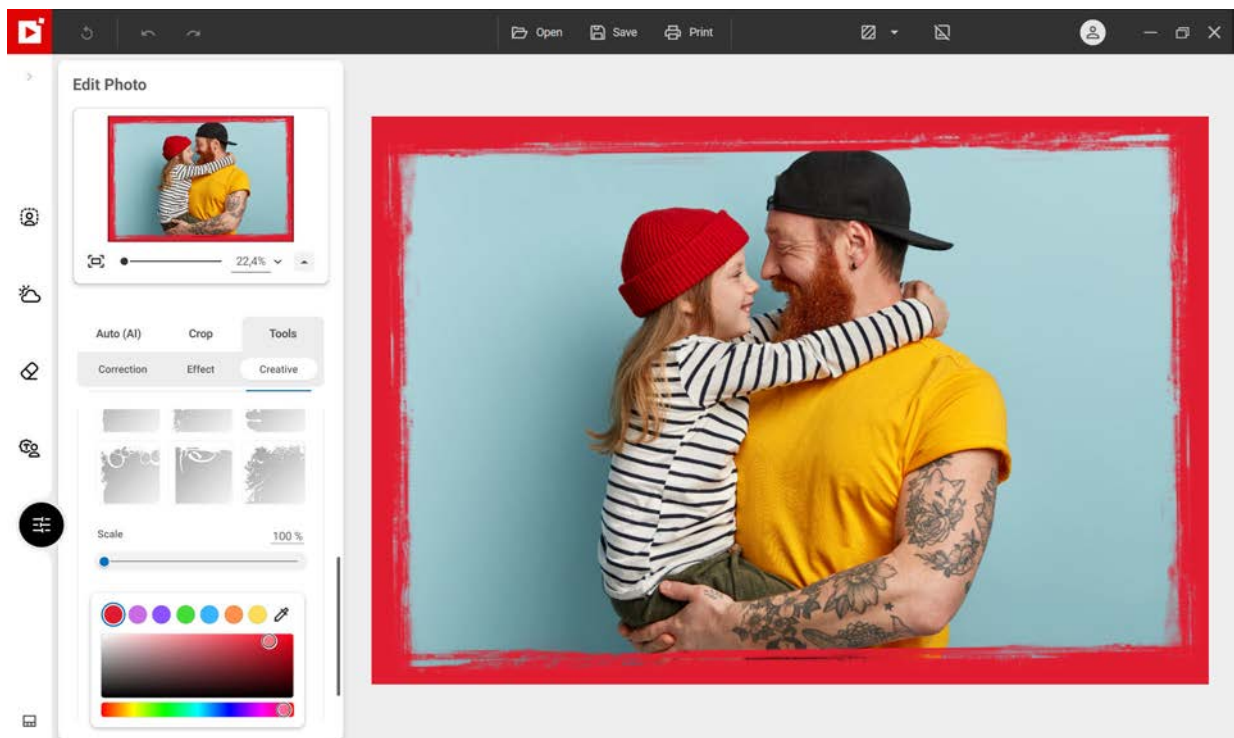 Open Save Print
Edit Photo
22,4%
Auto (AI) Crop Tools
Correction Effect Creative
Scale 100 %